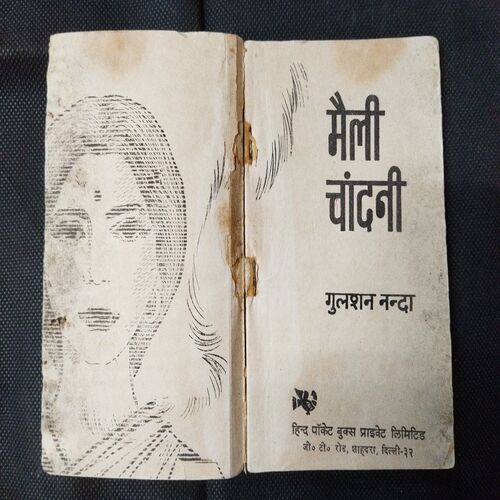 मैली
चांदनी
गुलशन नन्दा
हिन्द पॉकेट बुक्स प्राइवेट लिमिटिड
जी० टी० रोड, शाहदरा, दिल्ली-३२